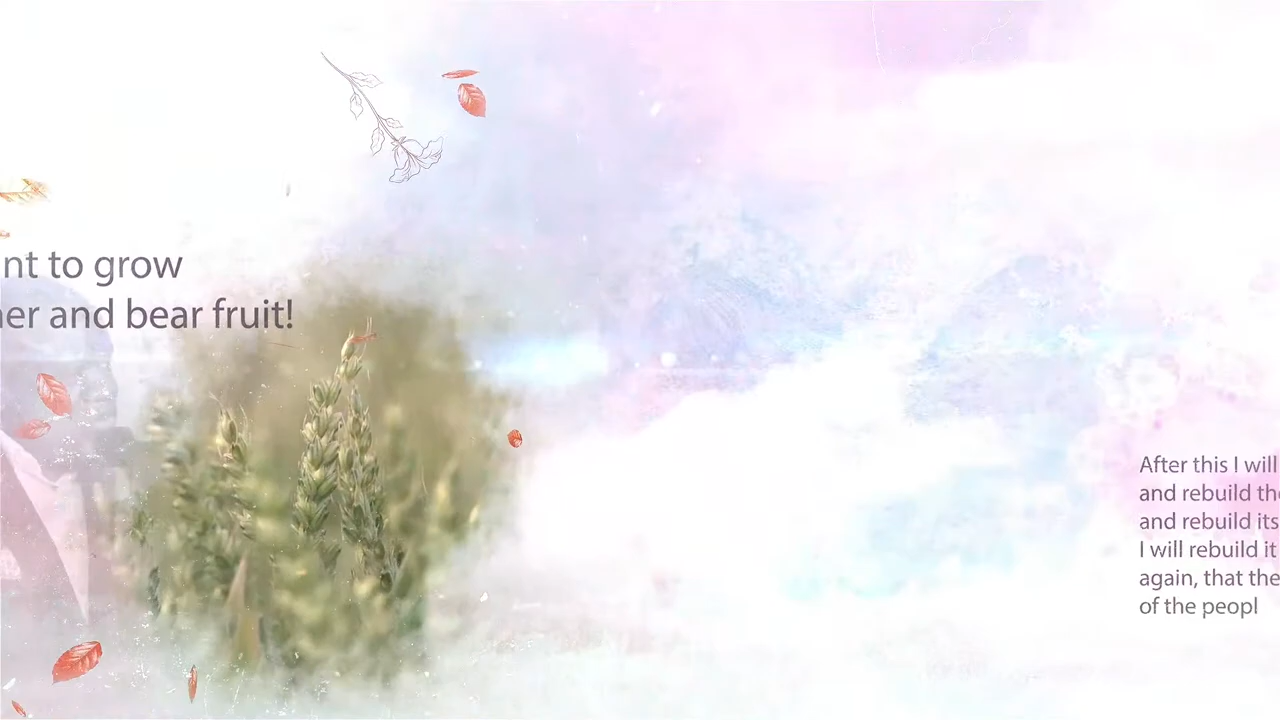 nt to grow
her and bear fruit!
After this I will
and rebuild the
and rebuild its
I will rebuild it
again, that the
of the peopl